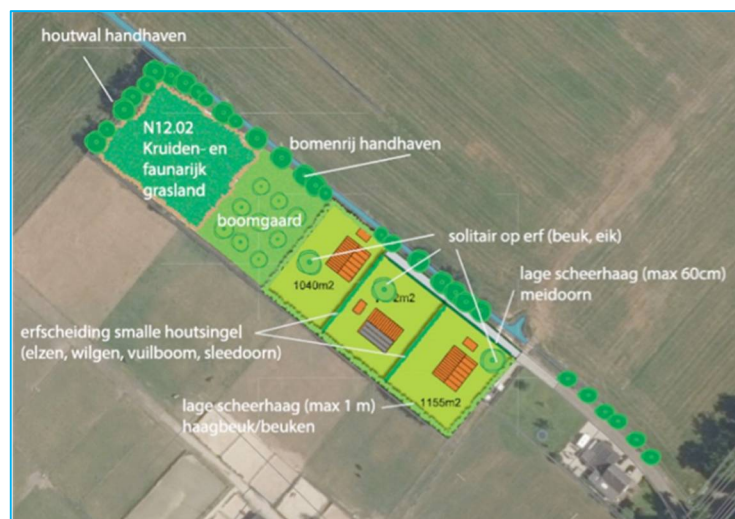 houtwal handhaven
N12.02
Kruiden- en
faunarijk
grasland
bomenrij handhaven
boomgaard
solitair op erf (beuk, eik)
lage scheerhaag (max 60cm)
meidoorn
1040m2
erfscheiding smalle houtsingel
(elzen, wilgen, vuilboom, sleedoorn)
lage scheerhaag (max 1 m)
haagbeuk/beuken
1155m2